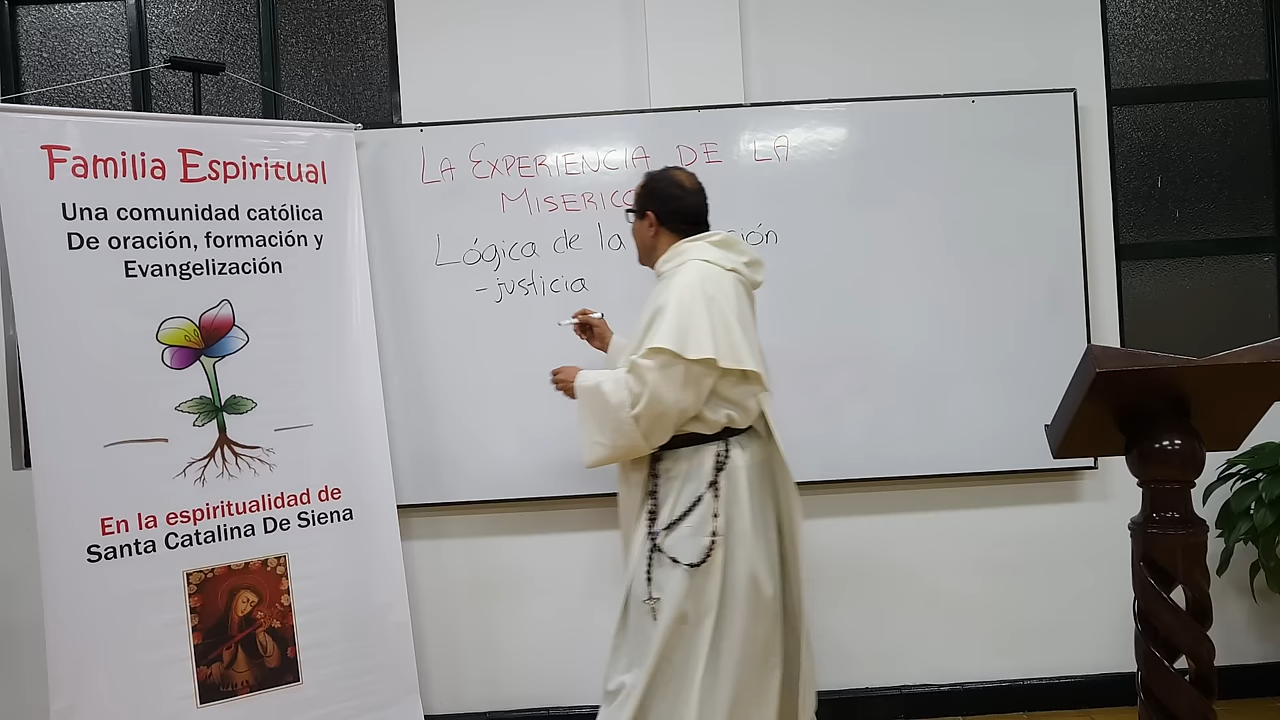 Familia Espiritual
Una comunidad católica
De oración, formación y
Evangelización
En la espiritualidad de
Santa Catalina De Siena
LA EXPERIENCIA DE LA
Lógica de la
-justicia